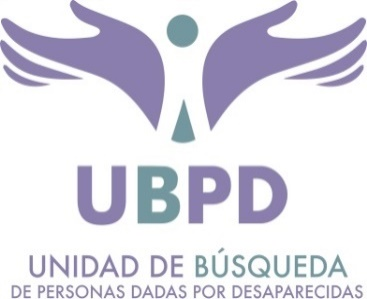 UBPD
UNIDAD DE BÚSQUEDA
DE PERSONAS DADAS POR DESAPARECIDAS